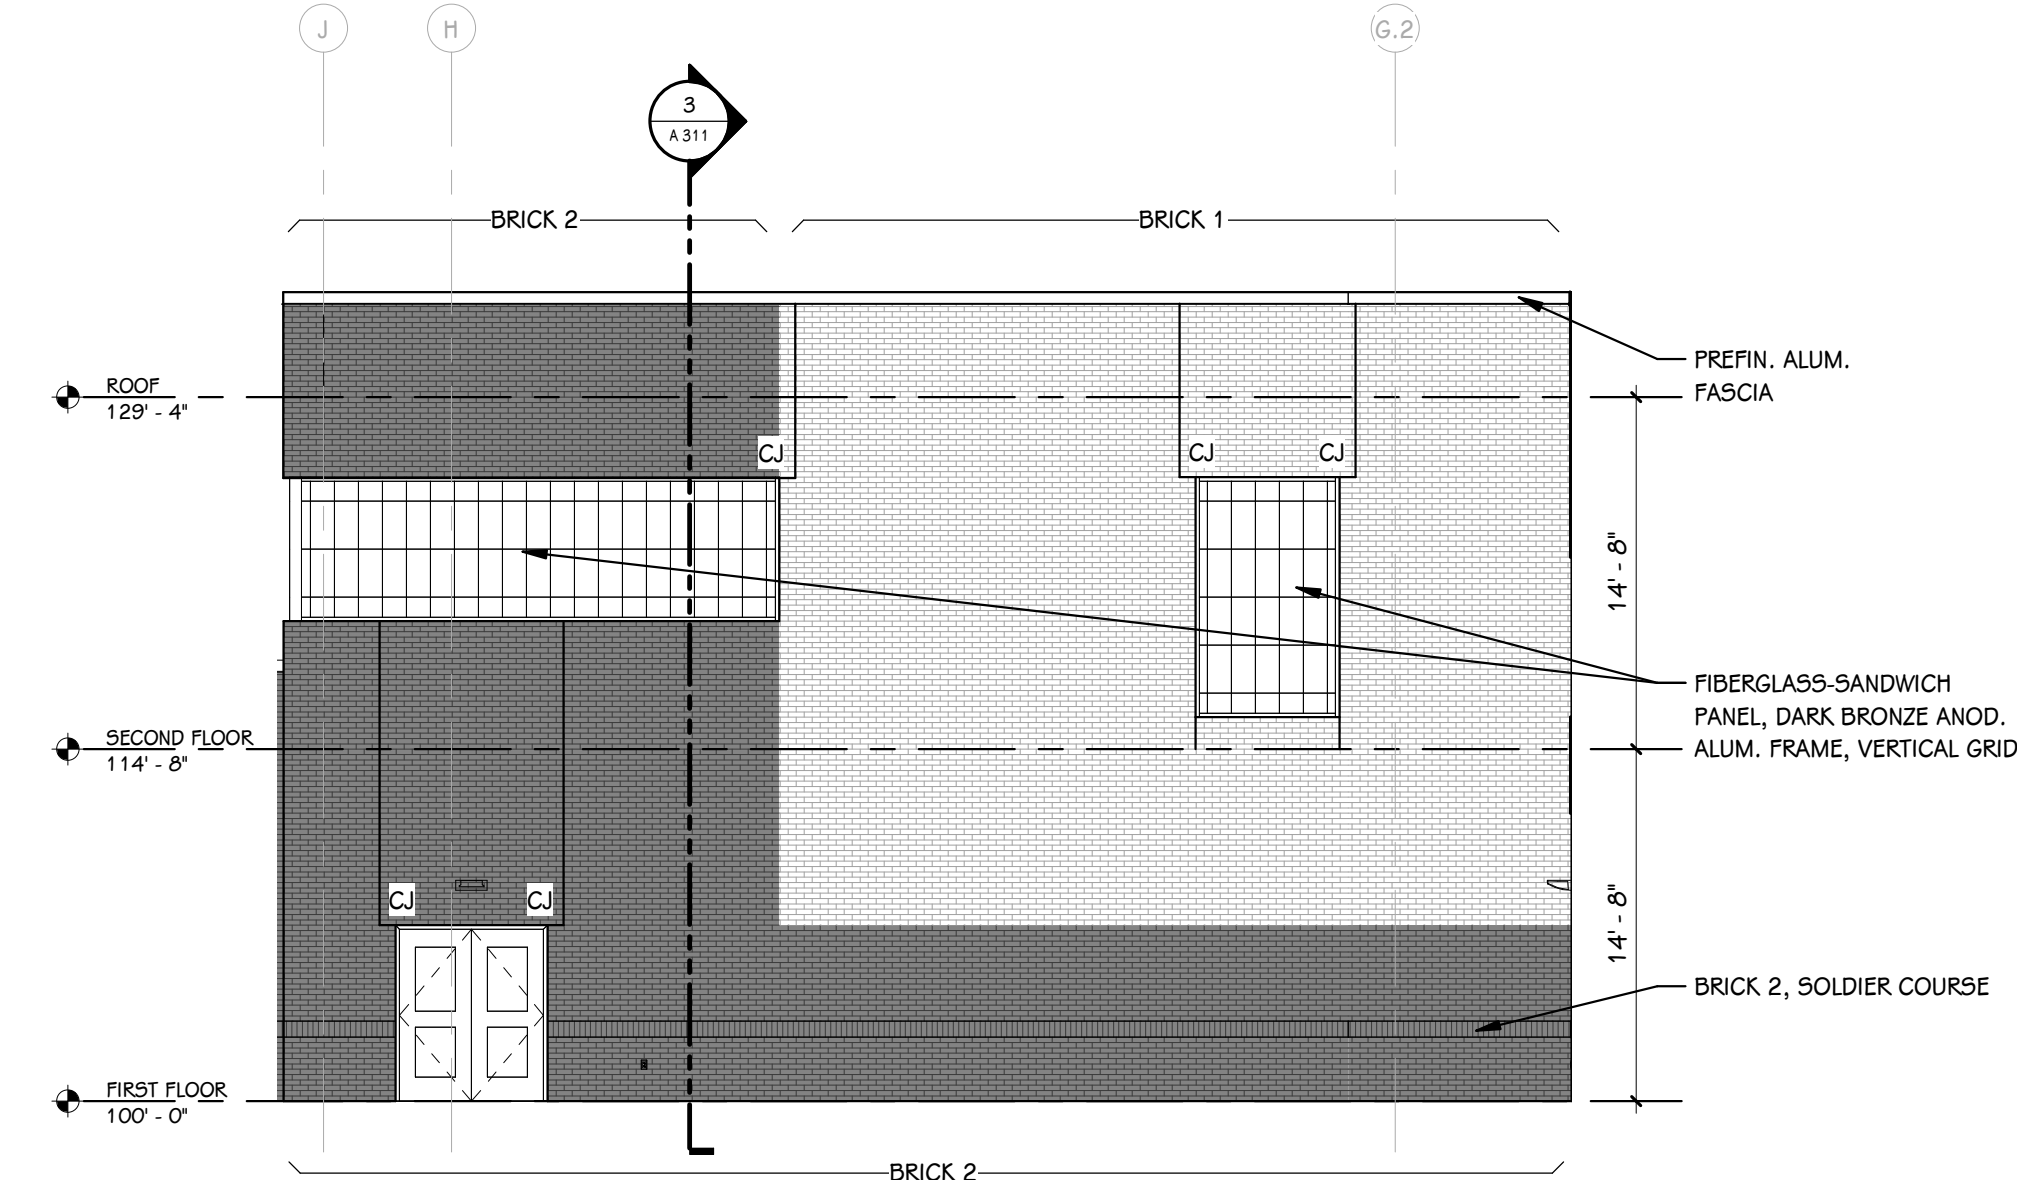 J
H
G.2
3
A 311
BRICK 2
BRICK 1
PREFIN. ALUM.
FASCIA
ROOF
129' - 4"
CJ
CJ
CJ
14' - 8"
FIBERGLASS-SANDWICH
PANEL, DARK BRONZE ANOD.
ALUM. FRAME, VERTICAL GRID
SECOND FLOOR
114' - 8"
CJ
CJ
14' - 8"
BRICK 2, SOLDIER COURSE
FIRST FLOOR
100' - 0"
BRICK 2